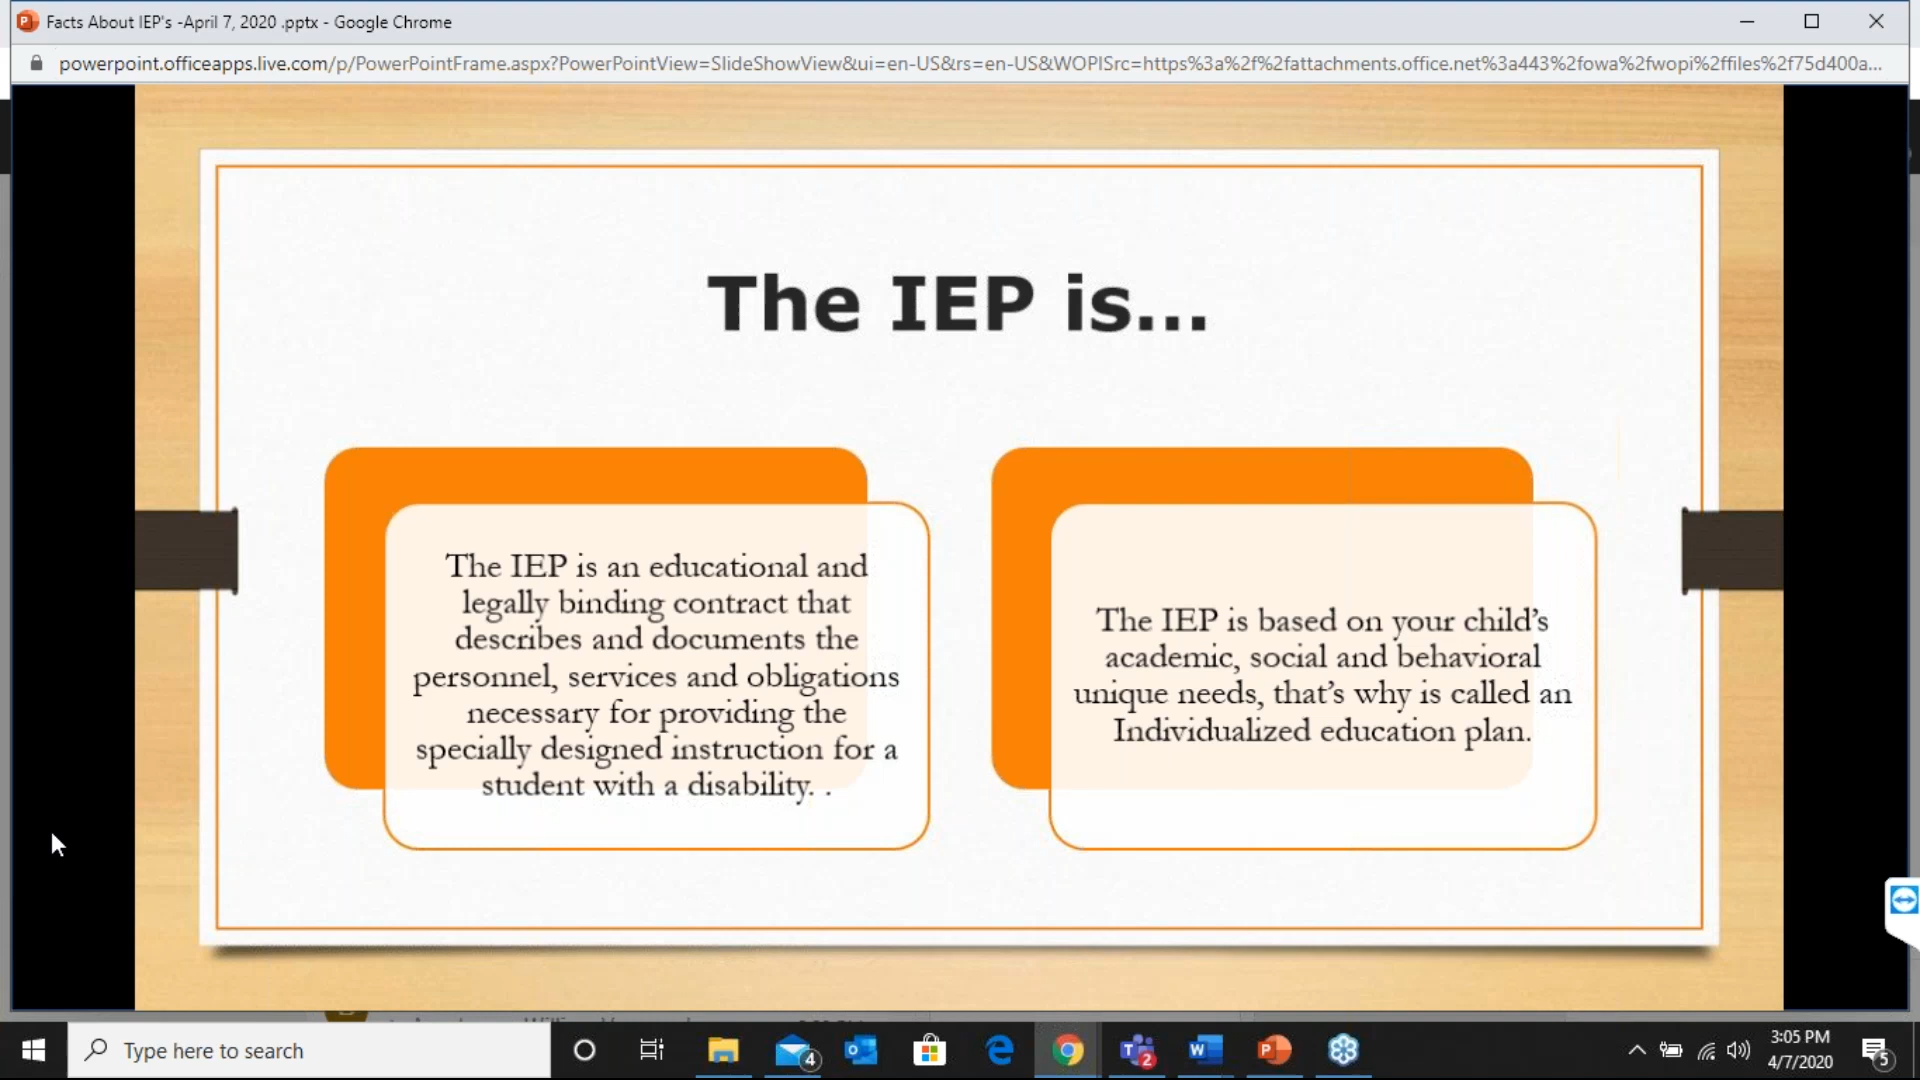 Facts About IEP's -April 7, 2020 .pptx - Google Chrome
powerpoint.officeapps.live.com/p/PowerPointFrame.aspx?PowerPointView=SlideShowView&ui=en-US&rs=en-US&WOPISrc=https%3a%2f%2fattachments.office.net%3a443%2fowa%2fwopi%2ffiles%2f75d400a...
The IEP is...
The IEP is an educational and
legally binding contract that
describes and documents the
personnel, services and obligations
necessary for providing the
specially designed instruction for a
student with a disability. .
The IEP is based on your child’s
academic, social and behavioral
unique needs, that’s why is called an
Individualized education plan.
Type here to search
4
2
3:05 PM
4/7/2020
5